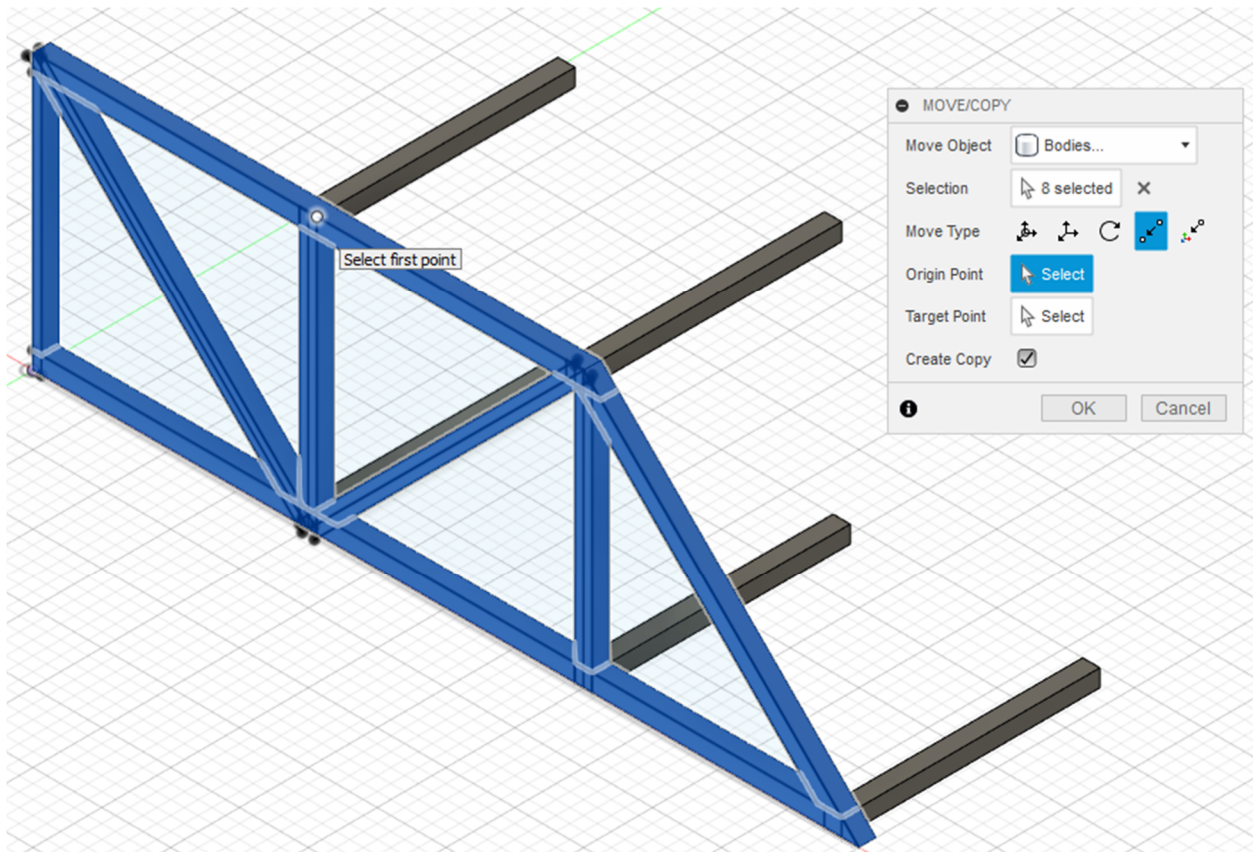 MOVE/COPY
Move Object Bodies...
Selection 8 selected
Move Type
Origin Point Select
Target Point Select
Create Copy
OK Cancel
Select first point